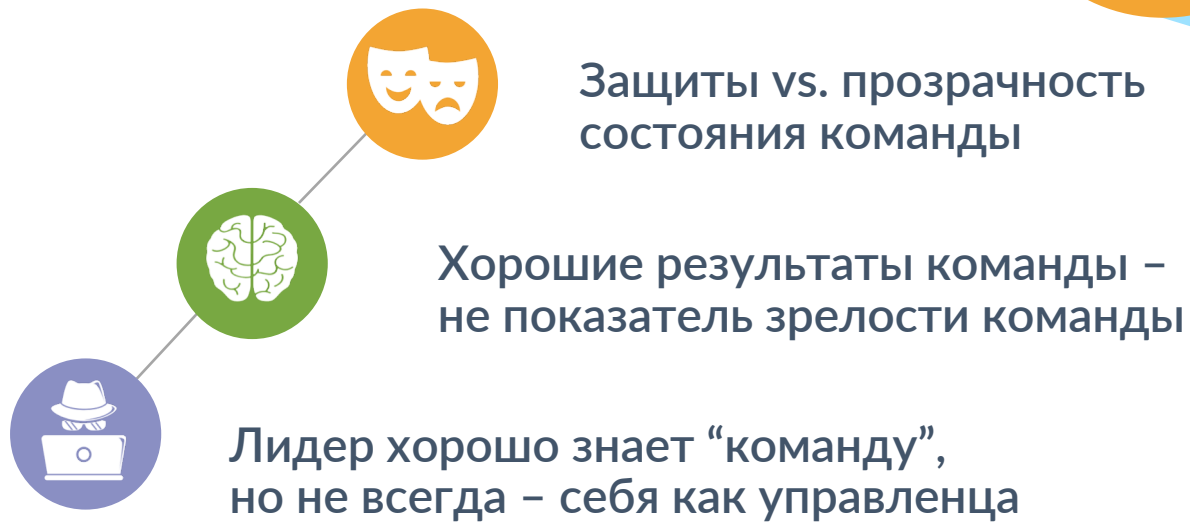 Защиты vs. прозрачность
состояния команды
Хорошие результаты команды –
не показатель зрелости команды
Лидер хорошо знает “команду”,
но не всегда – себя как управленца